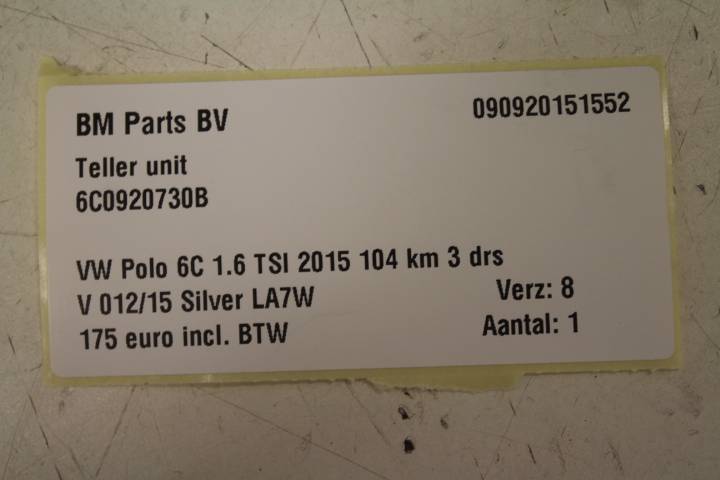 BM Parts BV 090920151552
Teller unit
6C0920730B
VW Polo 6C 1.6 TSI 2015 104 km 3 drs
V 012/15 Silver LA7W Verz: 8
175 euro incl. BTW Aantal: 1